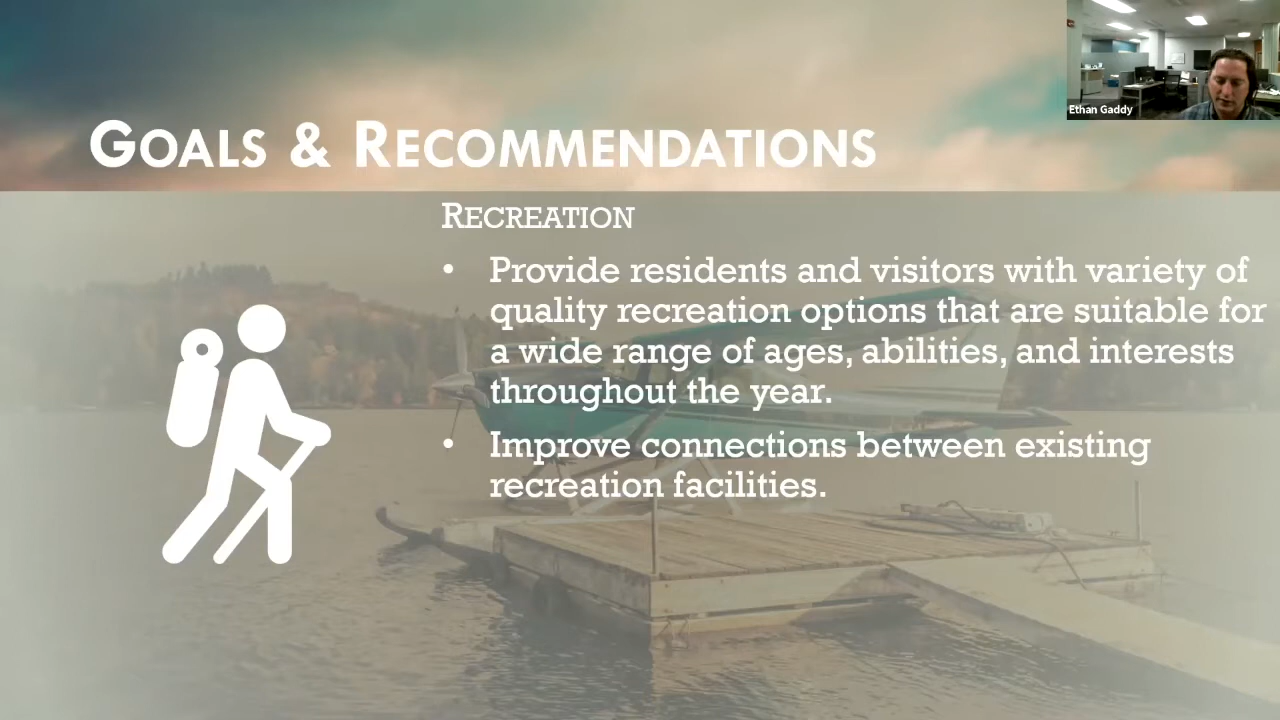 Ethan Gaddy
GOALS & RECOMMENDATIONS
RECREATION
• Provide residents and visitors with variety of
quality recreation options that are suitable for
a wide range of ages, abilities, and interests
throughout the year.
• Improve connections between existing
recreation facilities.